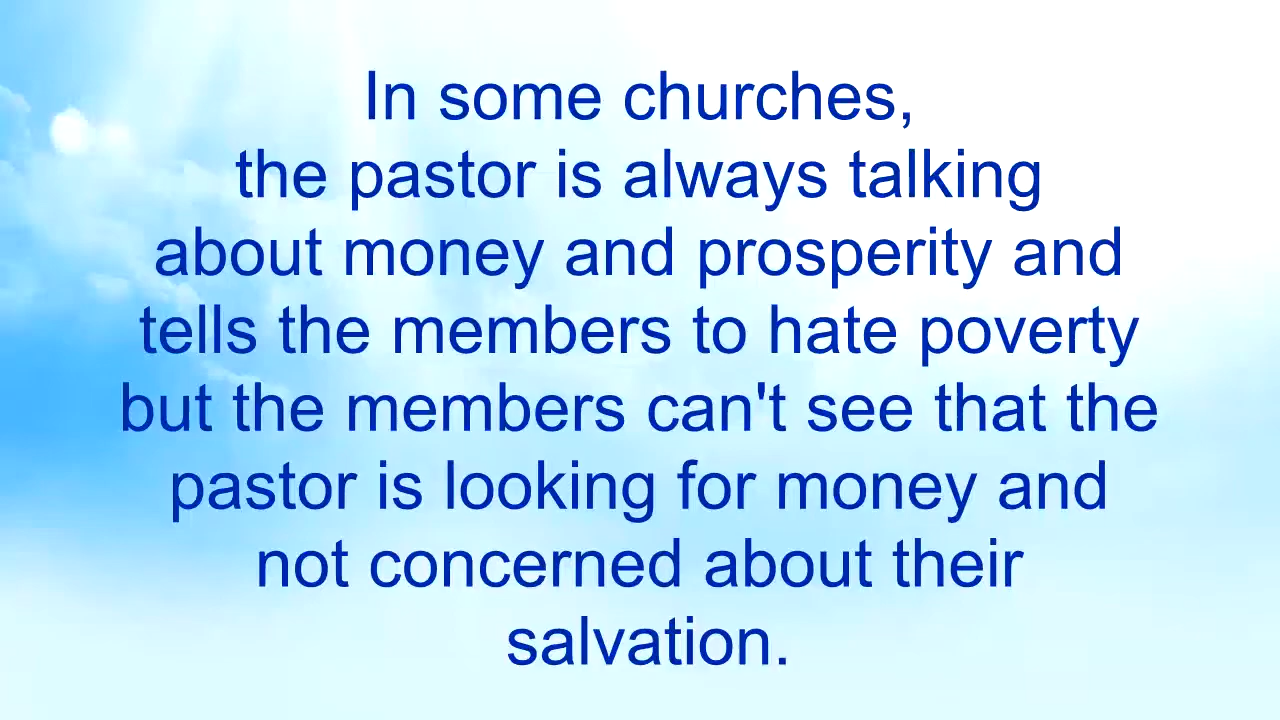 In some churches,
the pastor is always talking
about money and prosperity and
tells the members to hate poverty
but the members can't see that the
pastor is looking for money and
not concerned about their
salvation.